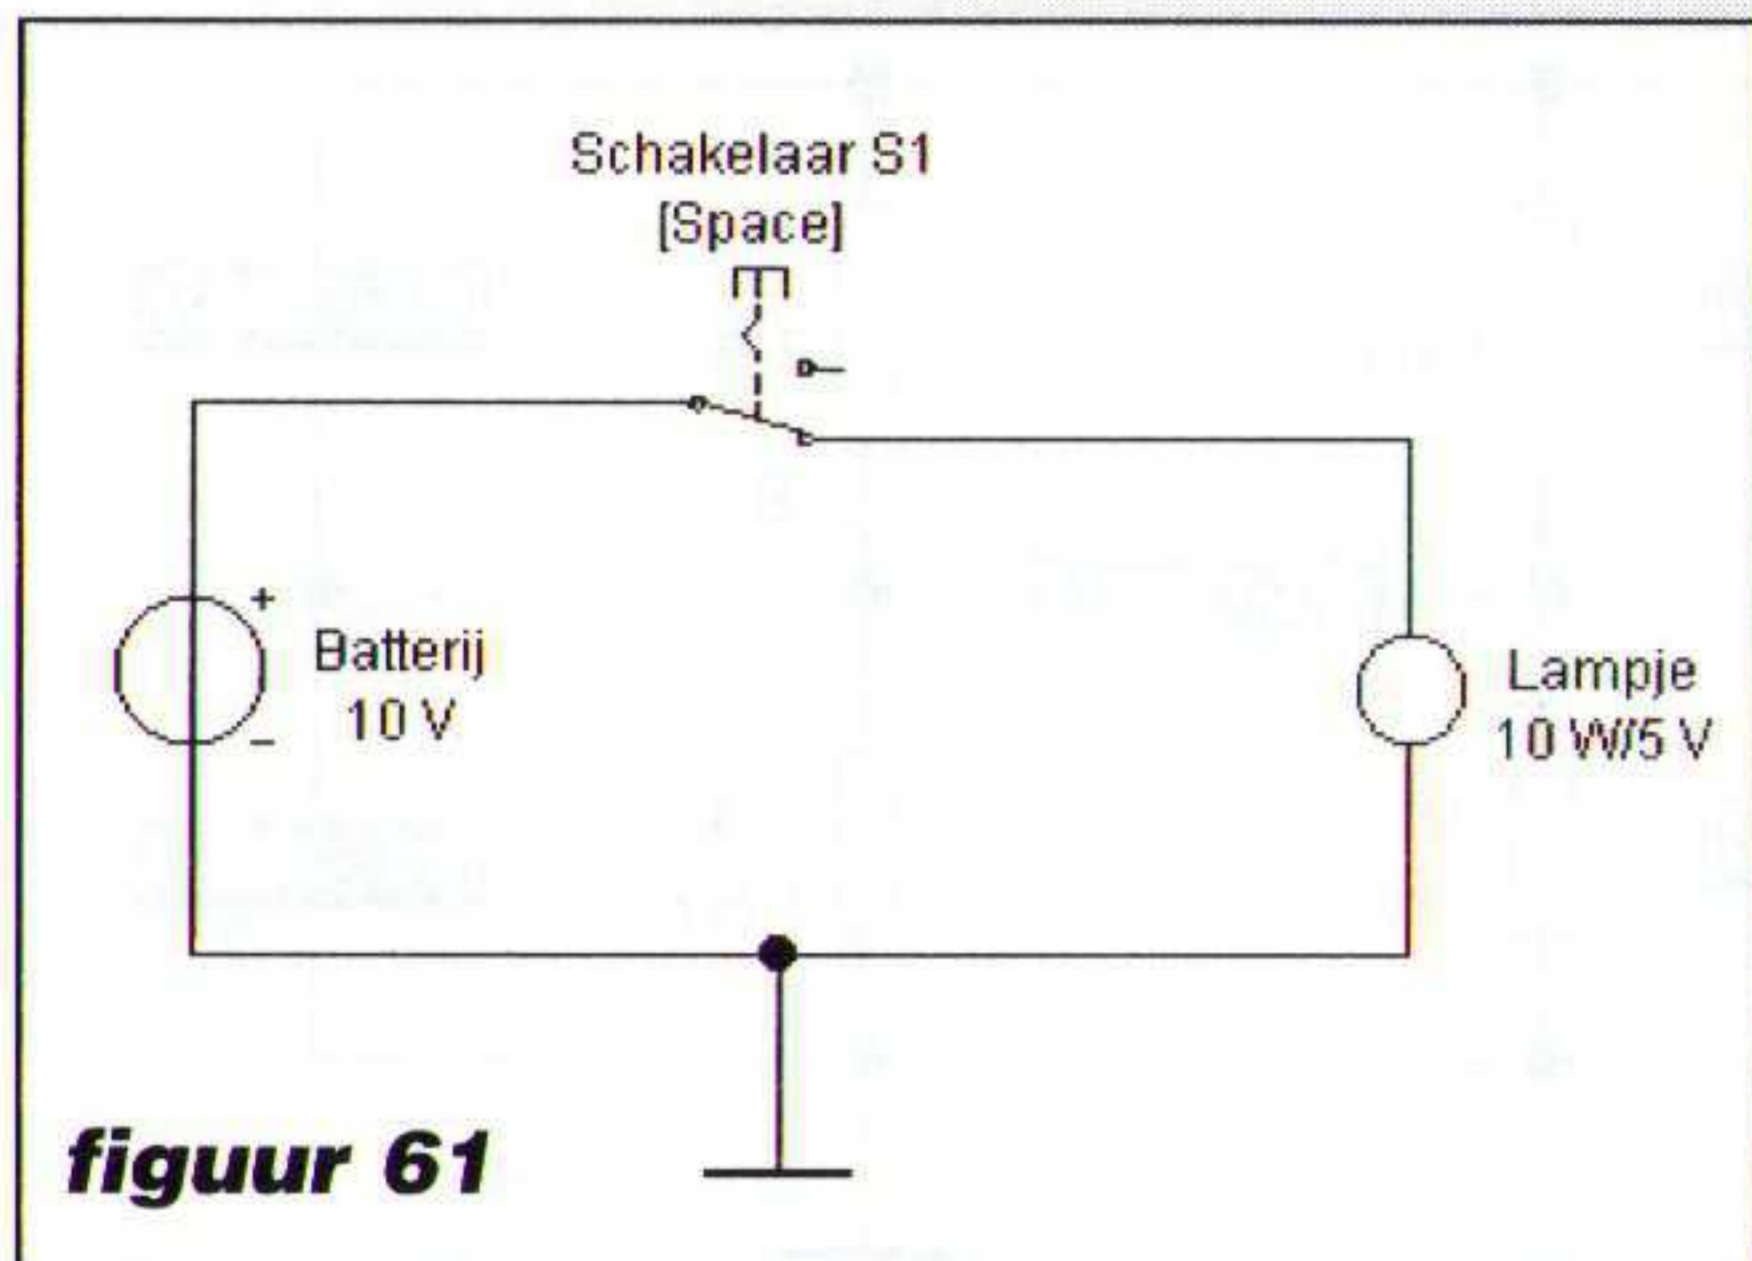 Schakelaar S1
[Space]
+
Batterij
10 V
−
Lampje
10 W/5 V
figuur 61